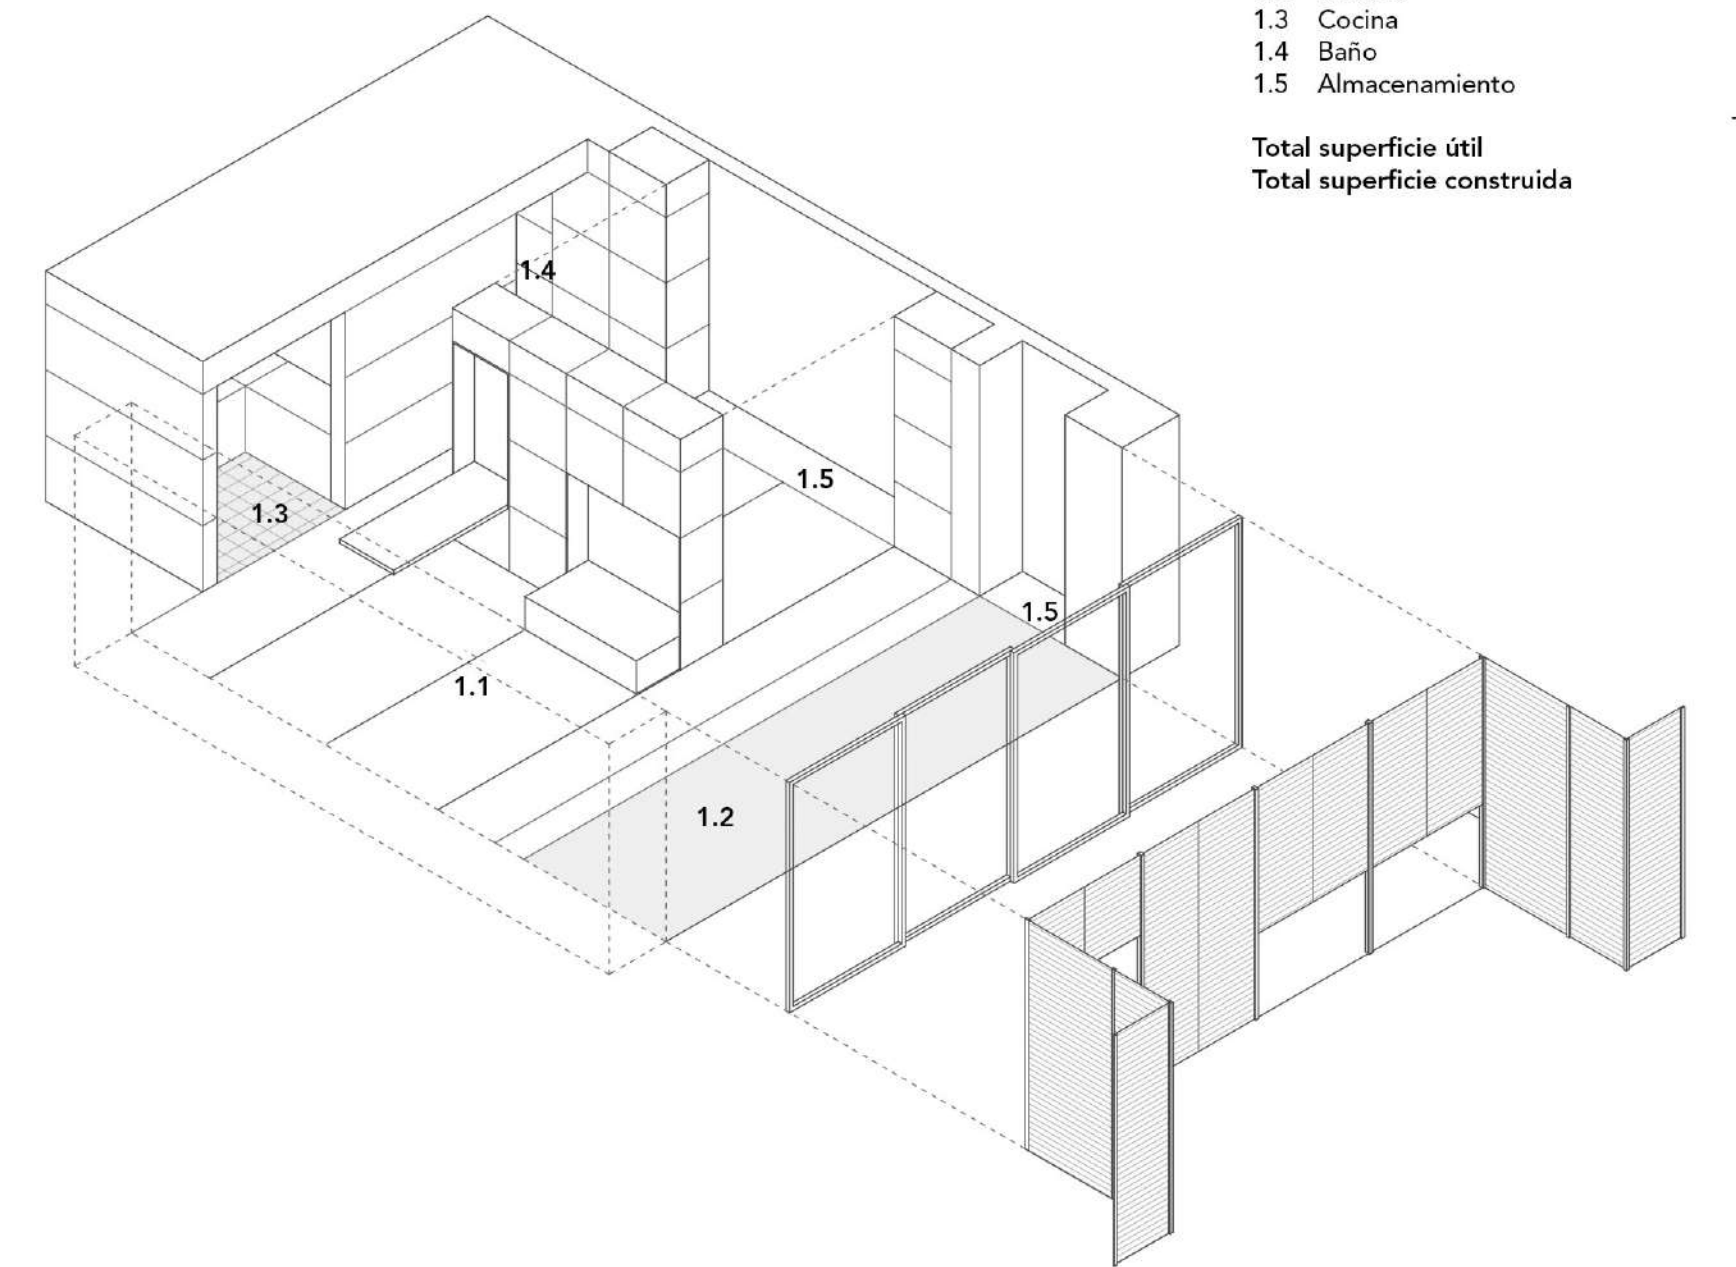 1.3 Cocina
1.4 Baño
1.5 Almacenamiento
Total superficie útil
Total superficie construida
1.4
1.5
1.3
1.5
1.1
1.2